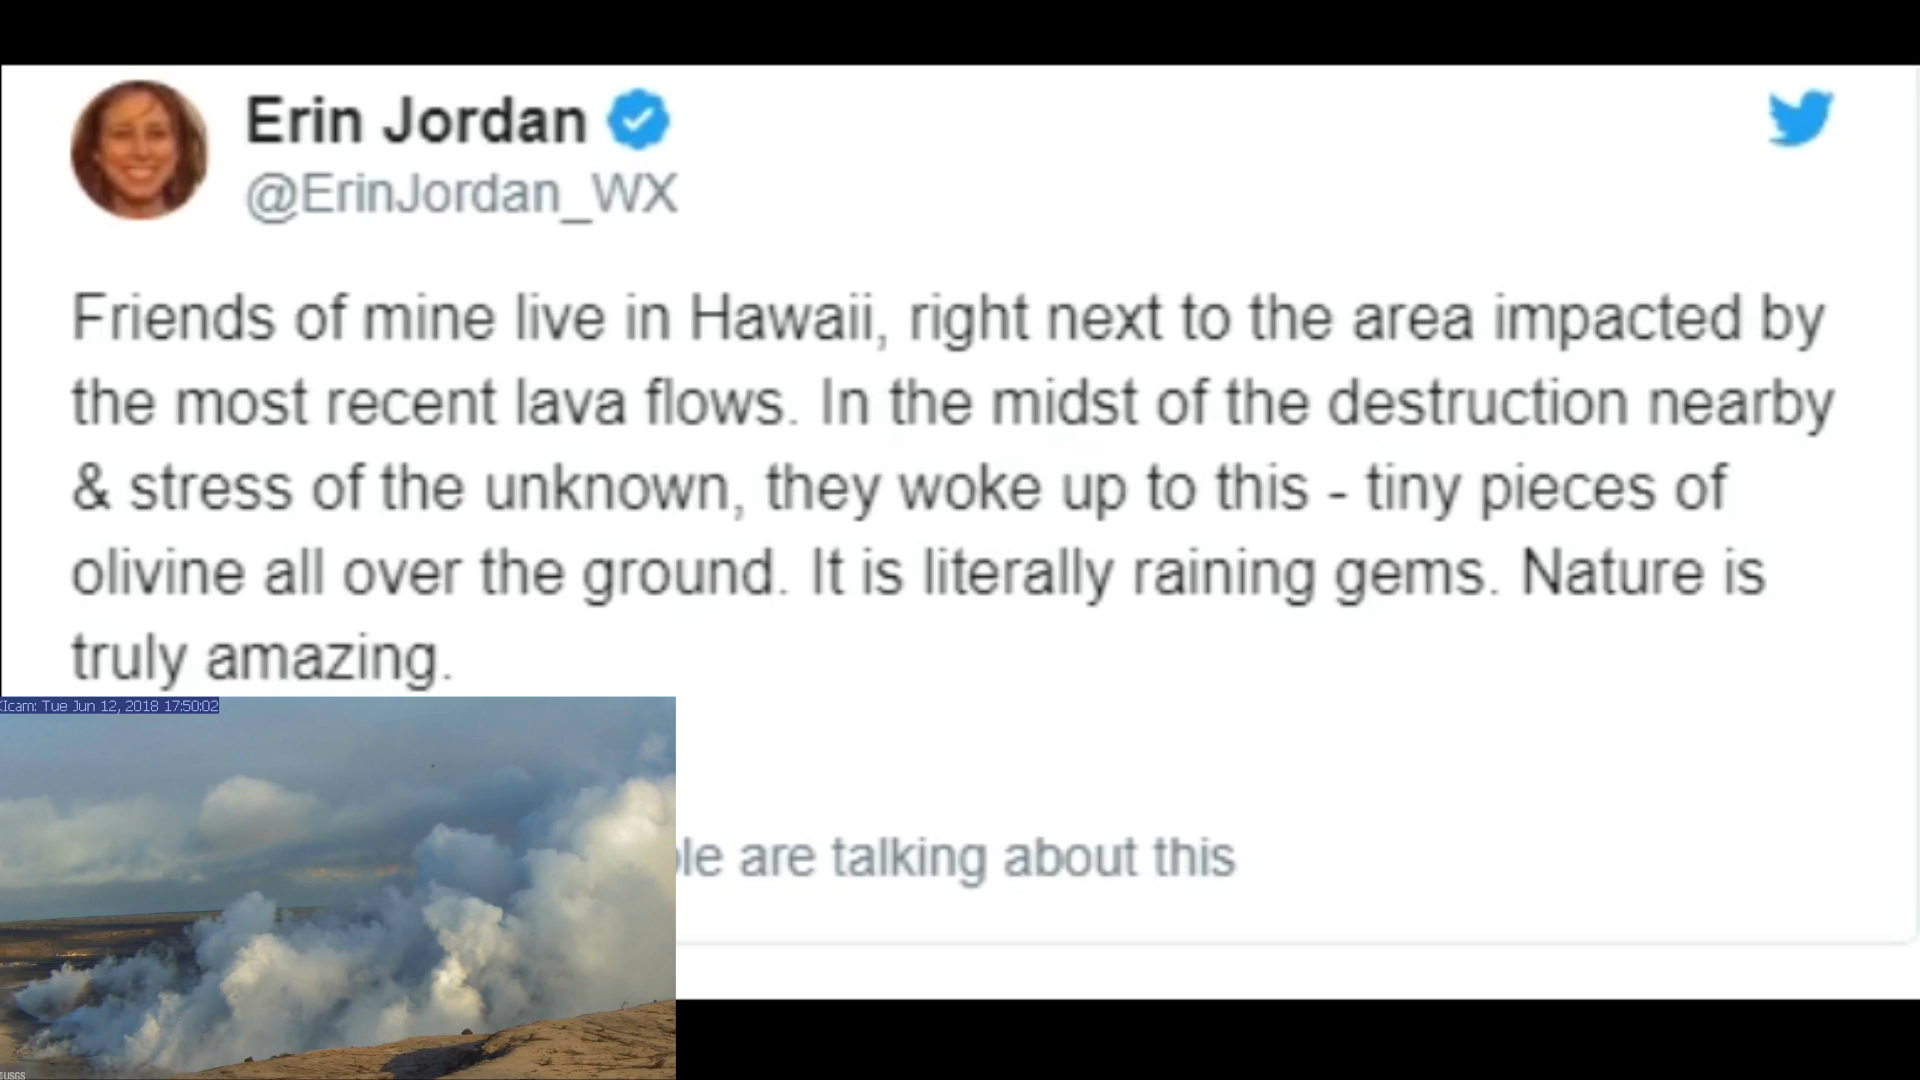 Erin Jordan
@ErinJordan_WX
Friends of mine live in Hawaii, right next to the area impacted by
the most recent lava flows. In the midst of the destruction nearby
& stress of the unknown, they woke up to this - tiny pieces of
olivine all over the ground. It is literally raining gems. Nature is
truly amazing.
Tue Jun 12, 2018 17:50:02
are talking about this
USGS